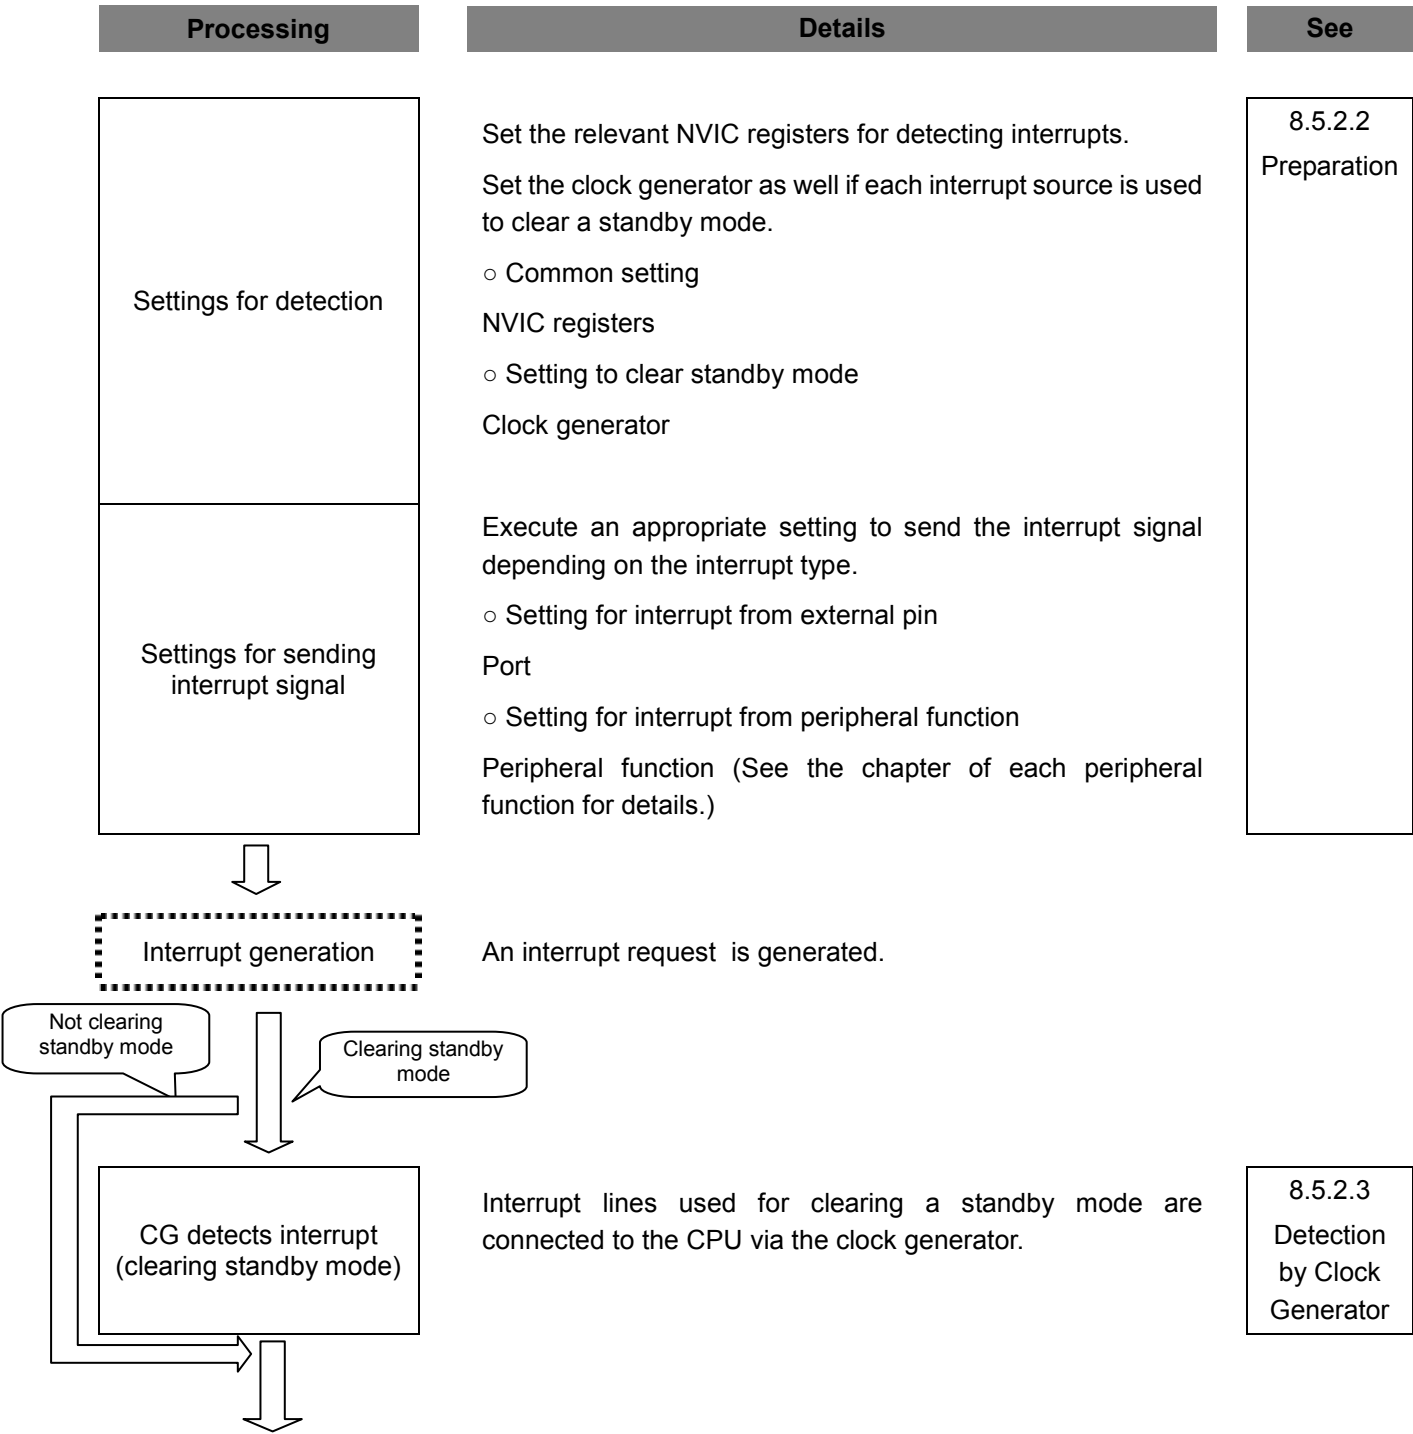 Processing
Details
See
Settings for detection
Set the relevant NVIC registers for detecting interrupts.
Set the clock generator as well if each interrupt source is used
to clear a standby mode.
○ Common setting
NVIC registers
○ Setting to clear standby mode
Clock generator
8.5.2.2
Preparation
Settings for sending
interrupt signal
Execute an appropriate setting to send the interrupt signal
depending on the interrupt type.
○ Setting for interrupt from external pin
Port
○ Setting for interrupt from peripheral function
Peripheral function (See the chapter of each peripheral
function for details.)
Interrupt generation
An interrupt request is generated.
Not clearing
standby mode
Clearing standby
mode
CG detects interrupt
(clearing standby mode)
Interrupt lines used for clearing a standby mode are
connected to the CPU via the clock generator.
8.5.2.3
Detection
by Clock
Generator